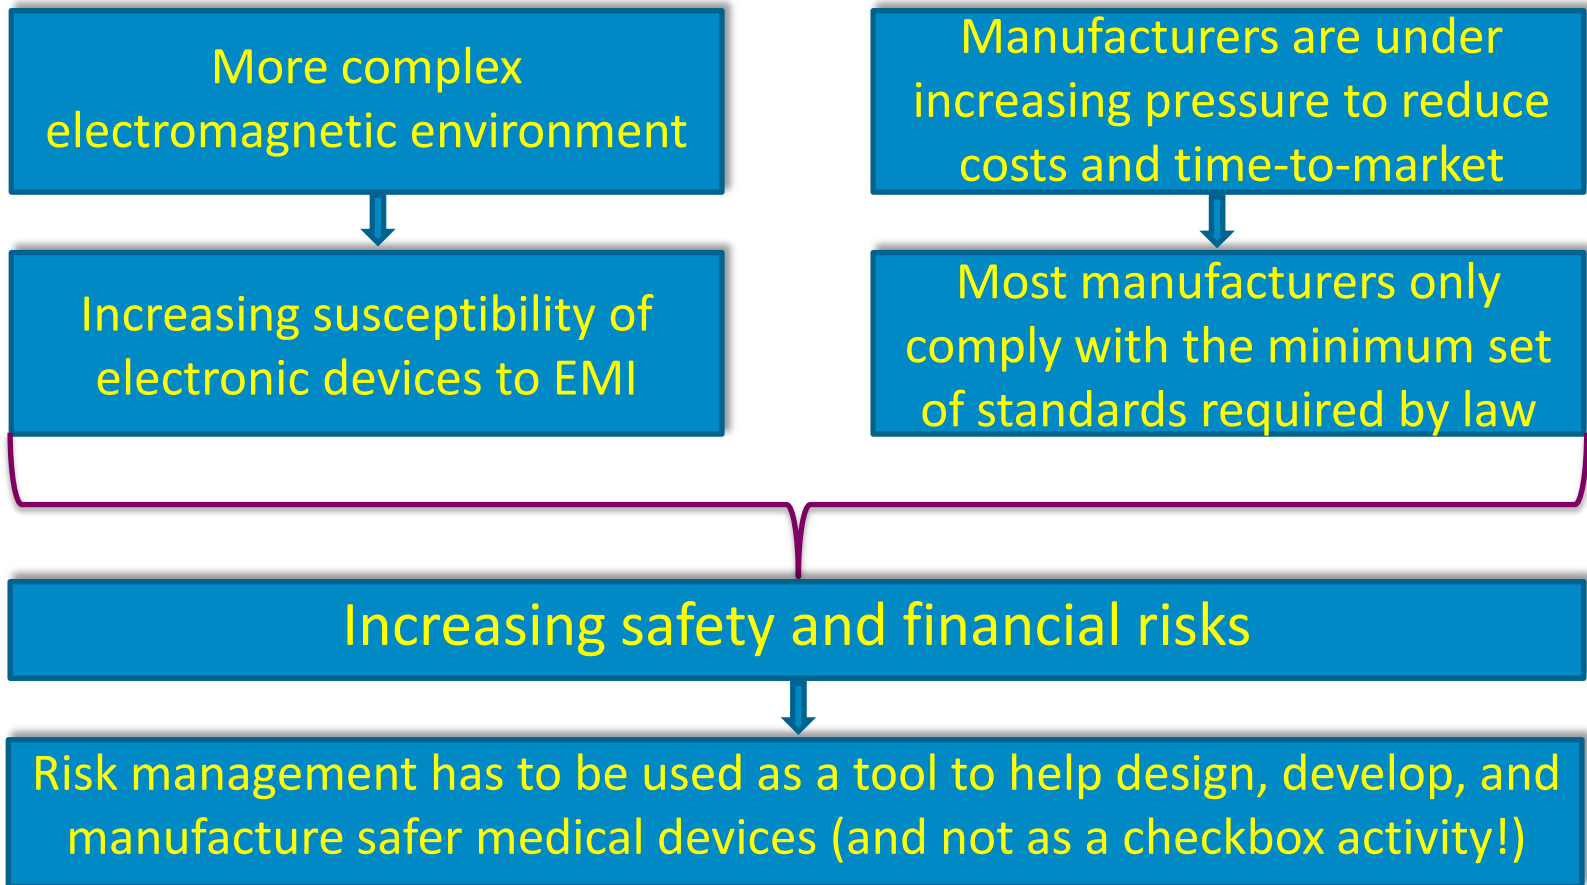 More complex
electromagnetic environment
Increasing susceptibility of
electronic devices to EMI
Manufacturers are under
increasing pressure to reduce
costs and time-to-market
Most manufacturers only
comply with the minimum set
of standards required by law
Increasing safety and financial risks
Risk management has to be used as a tool to help design, develop, and
manufacture safer medical devices (and not as a checkbox activity!)